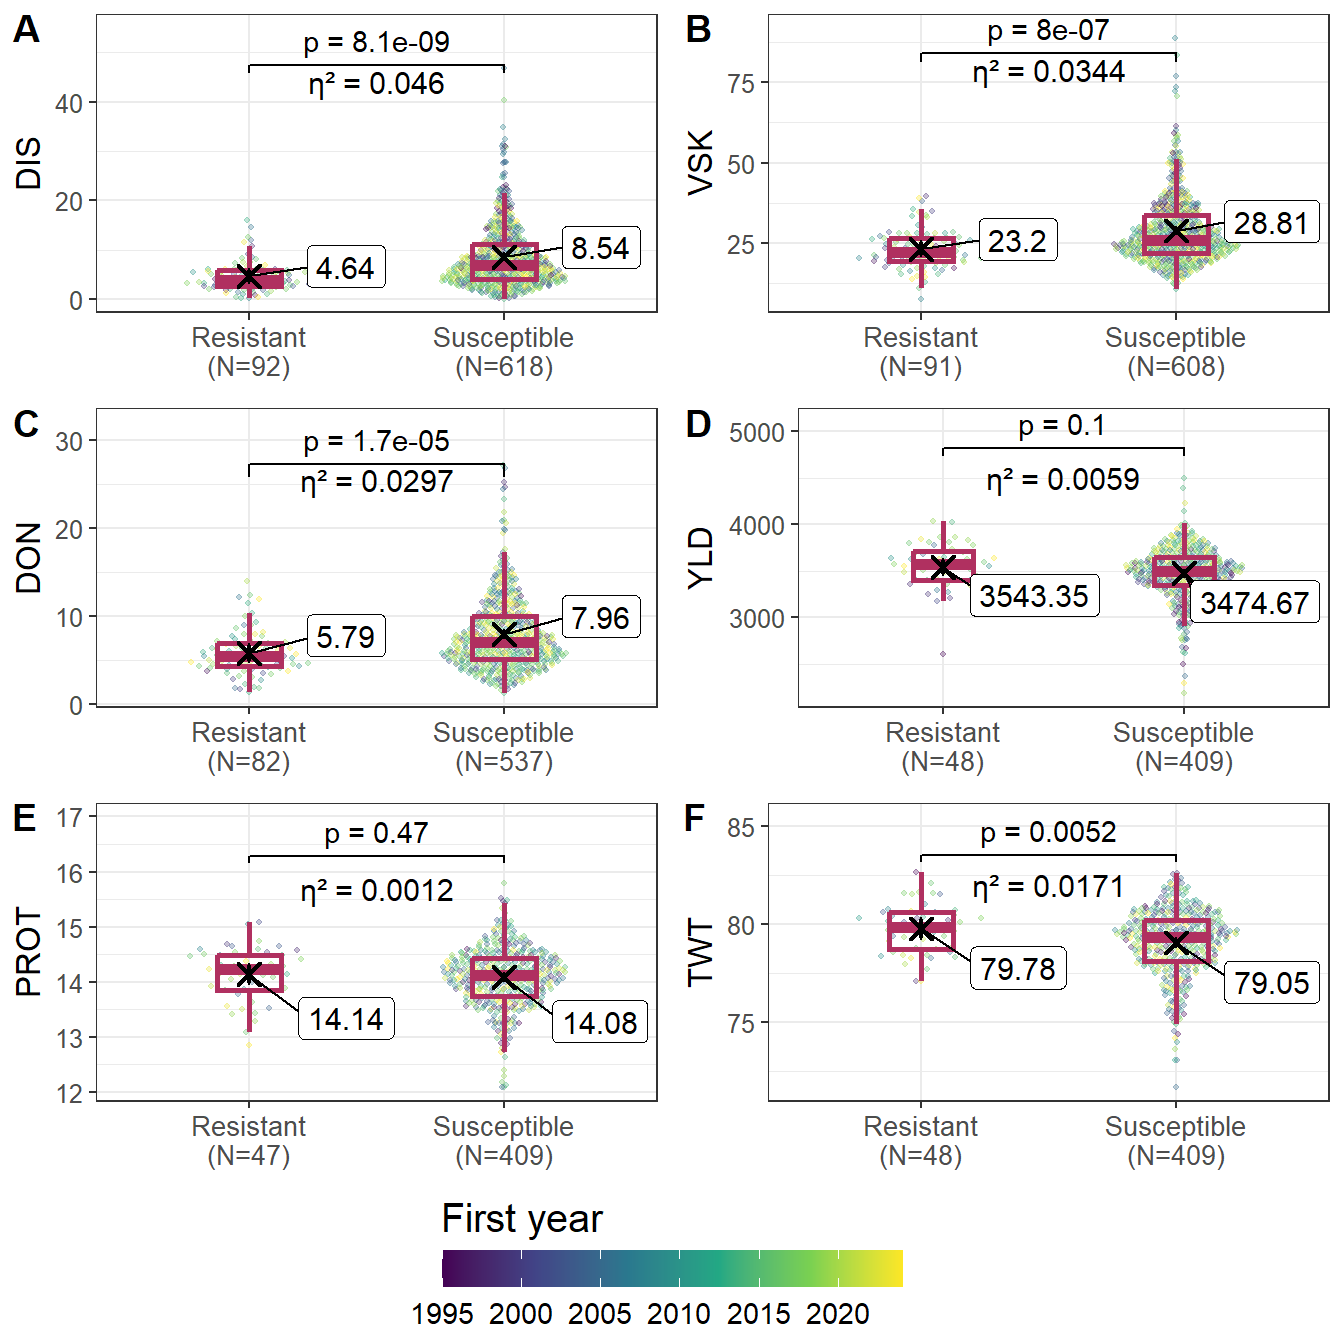 A
p = 8.1e-09
η² = 0.046
DIS
40
20
0
4.64
8.54
Resistant
(N=92)
Susceptible
(N=618)
B
p = 8e-07
η² = 0.0344
VSK
75
50
25
23.2
28.81
Resistant
(N=91)
Susceptible
(N=608)
C
p = 1.7e-05
η² = 0.0297
DON
30
20
10
0
5.79
7.96
Resistant
(N=82)
Susceptible
(N=537)
D
p = 0.1
η² = 0.0059
YLD
5000
4000
3000
3543.35
3474.67
Resistant
(N=48)
Susceptible
(N=409)
E
p = 0.47
η² = 0.0012
PROT
17
16
15
14
13
12
14.14
14.08
Resistant
(N=47)
Susceptible
(N=409)
F
p = 0.0052
η² = 0.0171
TWT
85
80
75
79.78
79.05
Resistant
(N=48)
Susceptible
(N=409)
First year
1995 2000 2005 2010 2015 2020